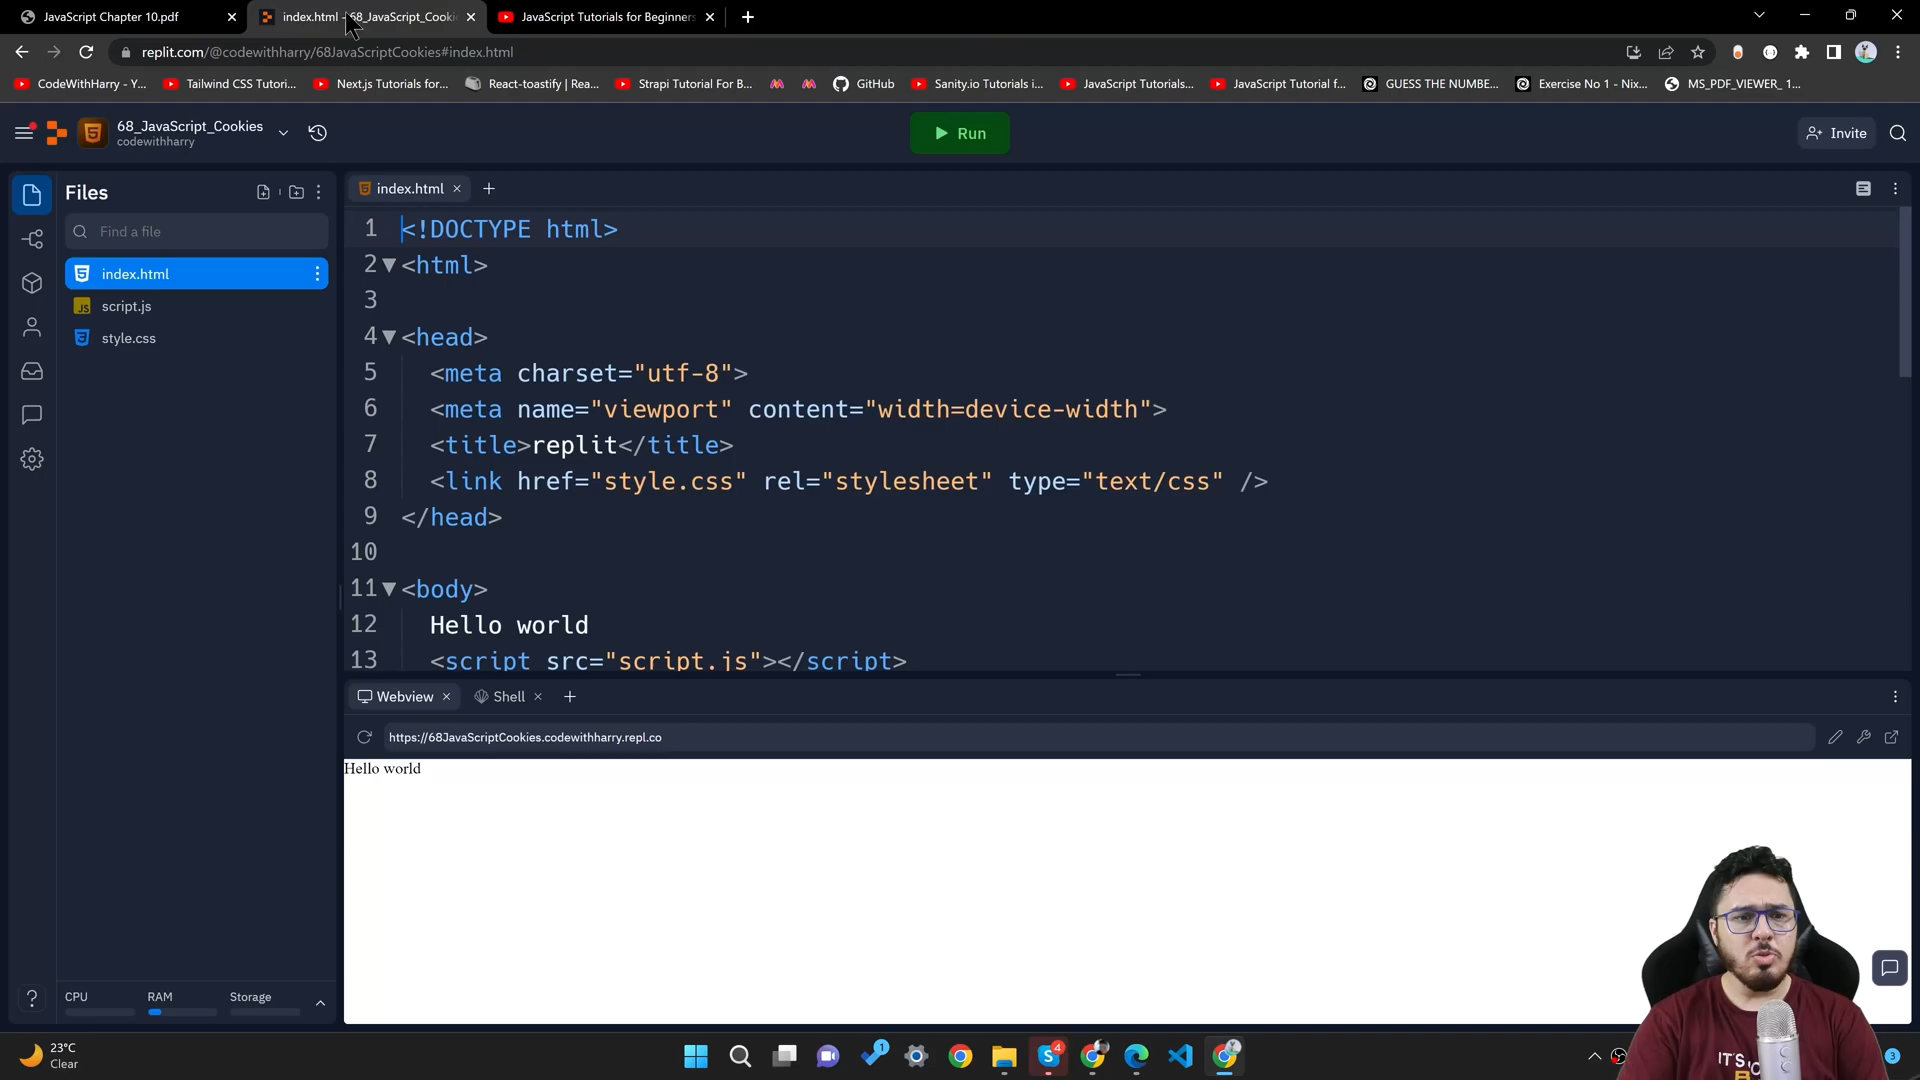 JavaScript Chapter 10.pdf
index.html - 68_JavaScript_Cooki
JavaScript Tutorials for Beginners
replit.com/@codewithharry/68JavaScriptCookies#index.html
CodeWithHarry - Y...
Tailwind CSS Tutori...
Next.js Tutorials for...
React-toastify | Rea...
Strapi Tutorial For B...
GitHub
Sanity.io Tutorials i...
JavaScript Tutorials...
JavaScript Tutorial f...
GUESS THE NUMBE...
Exercise No 1 - Nix...
MS_PDF_VIEWER_ 1...
68_JavaScript_Cookies
codewithharry
Run
Invite
Files
Find a file
index.html
script.js
style.css
index.html
1 <!DOCTYPE html>
2 <html>
3
4 <head>
5 <meta charset="utf-8">
6 <meta name="viewport" content="width=device-width">
7 <title>replit</title>
8 <link href="style.css" rel="stylesheet" type="text/css" />
9 </head>
10
11 <body>
12 Hello world
13 <script src="script.js"></script>
Webview
Shell
https://68JavaScriptCookies.codewithharry.repl.co
Hello world
CPU
RAM
Storage
23°C
Clear
1
4
3
IT'S